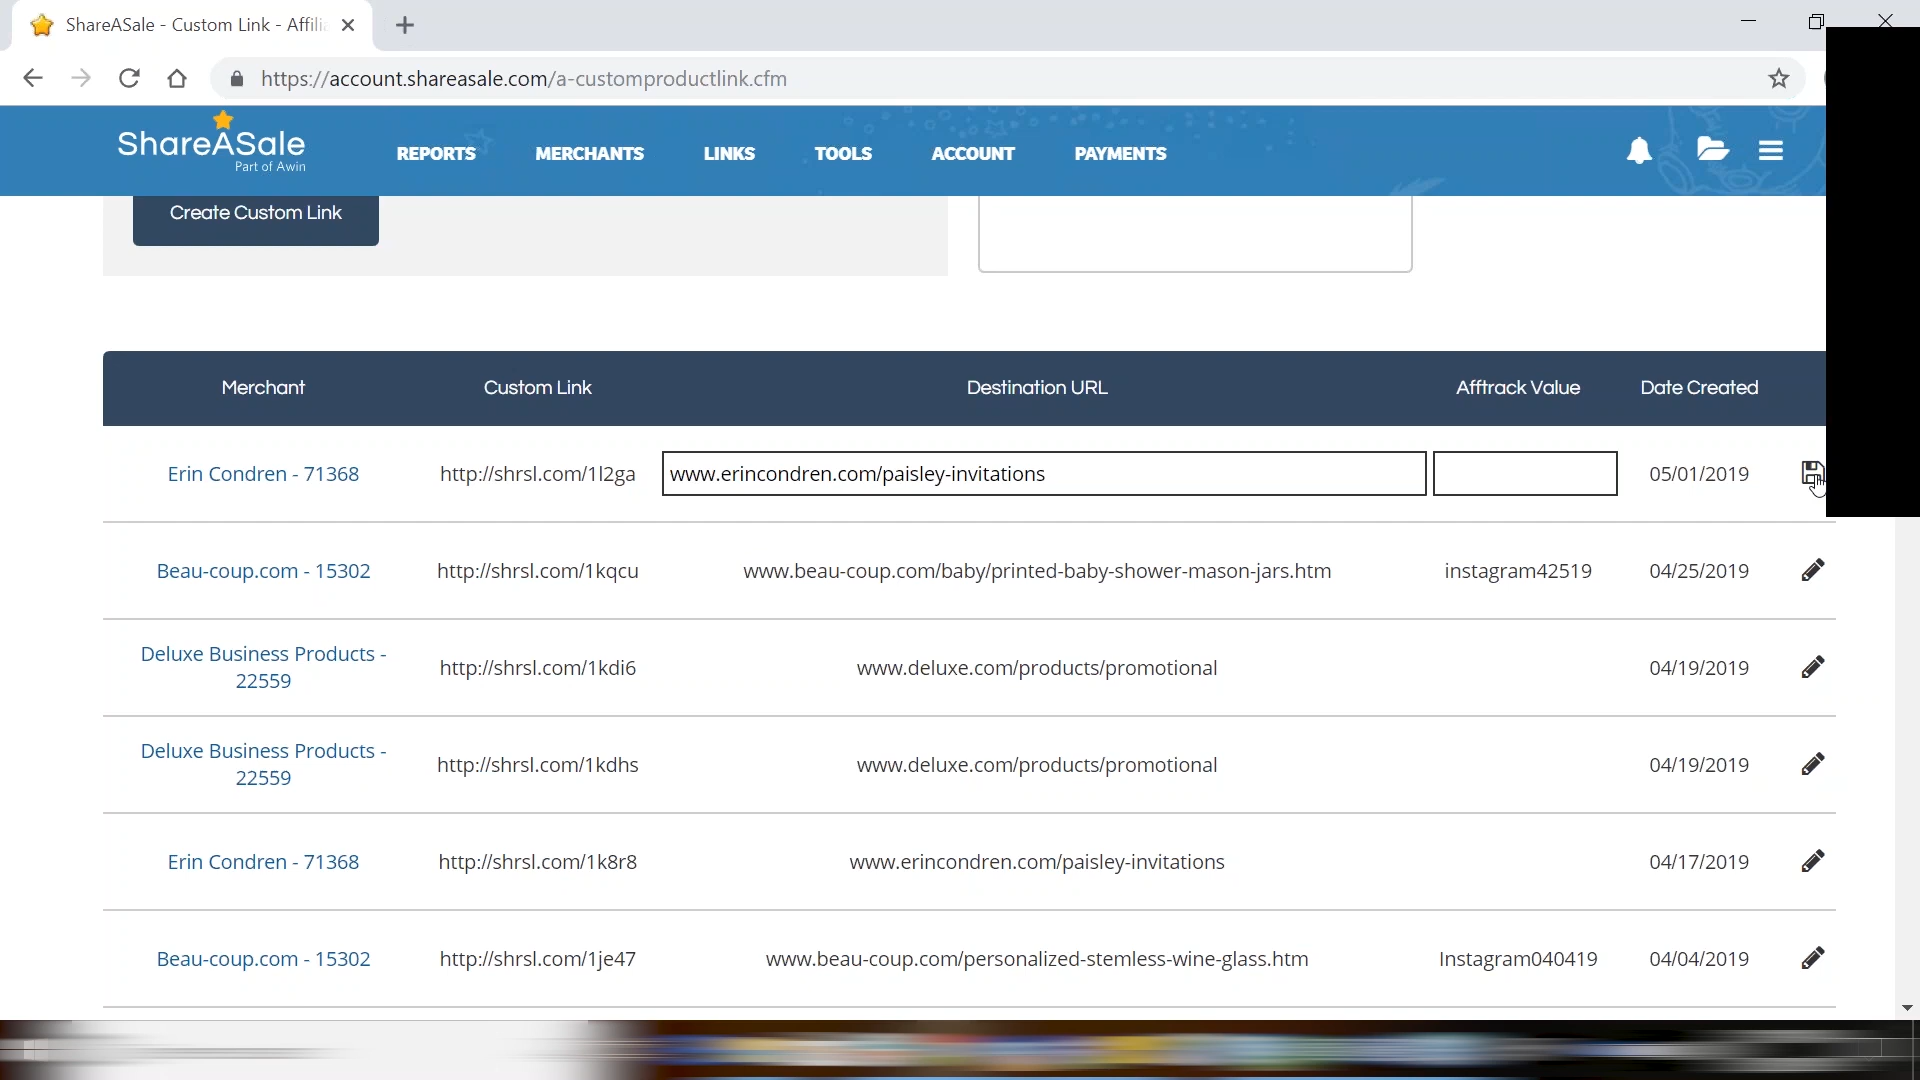 ShareASale - Custom Link - Affili
https://account.shareasale.com/a-customproductlink.cfm
ShareASale
Part of Awin
REPORTS MERCHANTS LINKS TOOLS ACCOUNT PAYMENTS
Create Custom Link
Merchant Custom Link Destination URL Afftrack Value Date Created
Erin Condren - 71368 http://shrsl.com/1l2ga www.erincondren.com/paisley-invitations 05/01/2019
Beau-coup.com - 15302 http://shrsl.com/1kqcu www.beau-coup.com/baby/printed-baby-shower-mason-jars.htm instagram42519 04/25/2019
Deluxe Business Products -
22559 http://shrsl.com/1kdi6 www.deluxe.com/products/promotional 04/19/2019
Deluxe Business Products -
22559 http://shrsl.com/1kdhs www.deluxe.com/products/promotional 04/19/2019
Erin Condren - 71368 http://shrsl.com/1k8r8 www.erincondren.com/paisley-invitations 04/17/2019
Beau-coup.com - 15302 http://shrsl.com/1je47 www.beau-coup.com/personalized-stemless-wine-glass.htm Instagram040419 04/04/2019